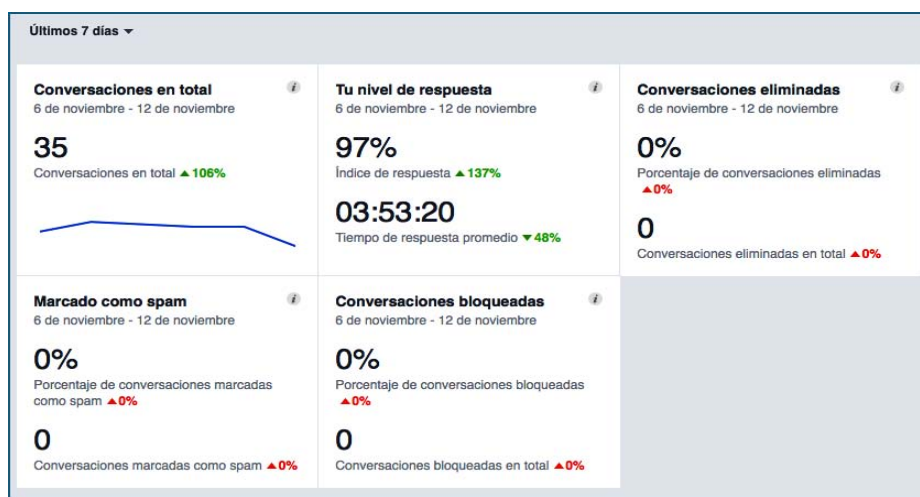 Últimos 7 días
Conversaciones en total
6 de noviembre - 12 de noviembre
35
Conversaciones en total ▲106%
Tu nivel de respuesta
6 de noviembre - 12 de noviembre
97%
Índice de respuesta ▲137%
03:53:20
Tiempo de respuesta promedio ▼48%
Conversaciones eliminadas
6 de noviembre - 12 de noviembre
0%
Porcentaje de conversaciones eliminadas
▲0%
0
Conversaciones eliminadas en total ▲0%
Marcado como spam
6 de noviembre - 12 de noviembre
0%
Porcentaje de conversaciones marcadas
como spam ▲0%
0
Conversaciones marcadas como spam ▲0%
Conversaciones bloqueadas
6 de noviembre - 12 de noviembre
0%
Porcentaje de conversaciones bloqueadas
▲0%
0
Conversaciones bloqueadas en total ▲0%